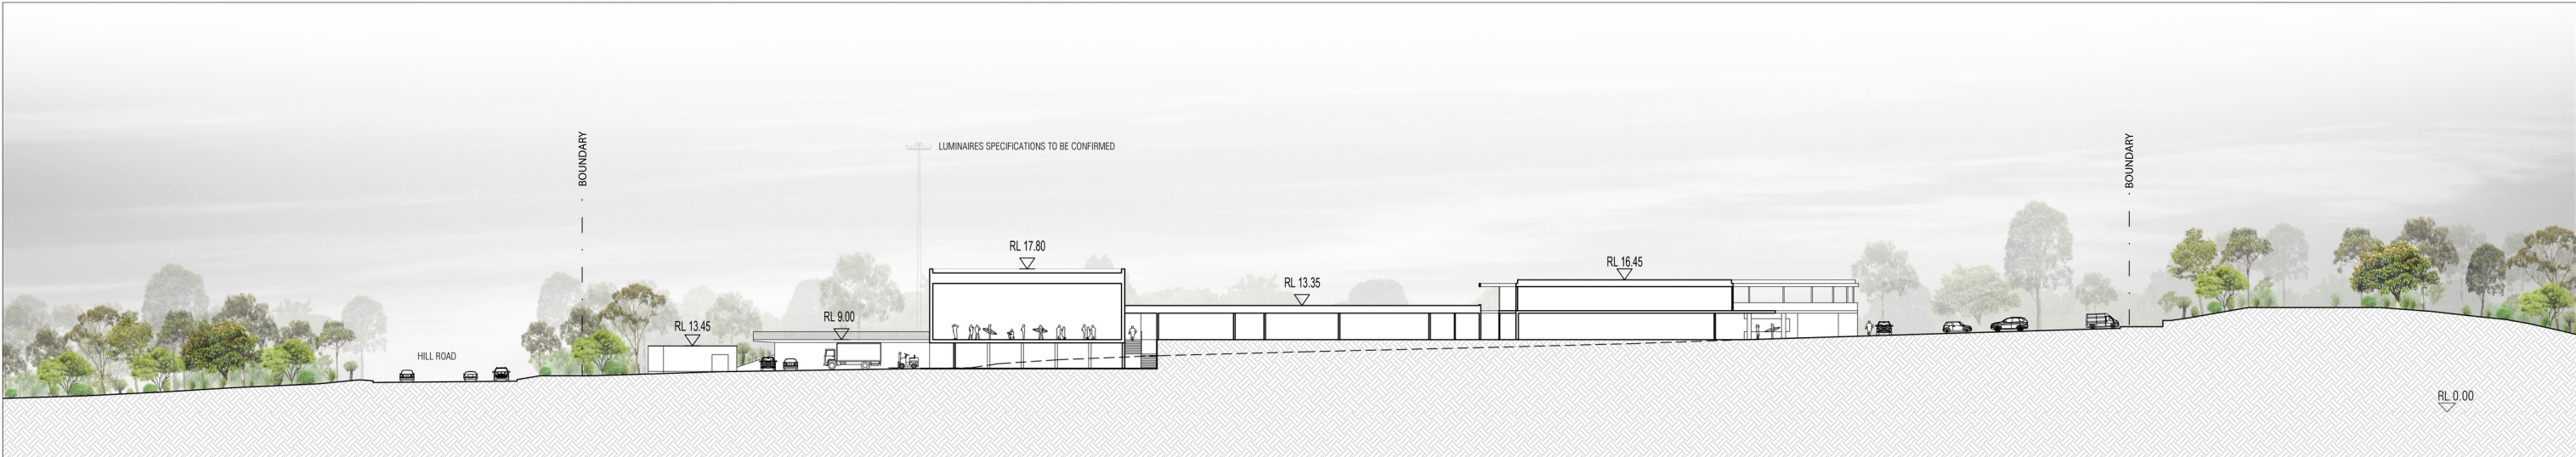 BOUNDARY
BOUNDARY
LUMINAIRES SPECIFICATIONS TO BE CONFIRMED
RL 17.80
RL 16.45
RL 13.35
RL 9.00
RL 13.45
HILL ROAD
RL 0.00